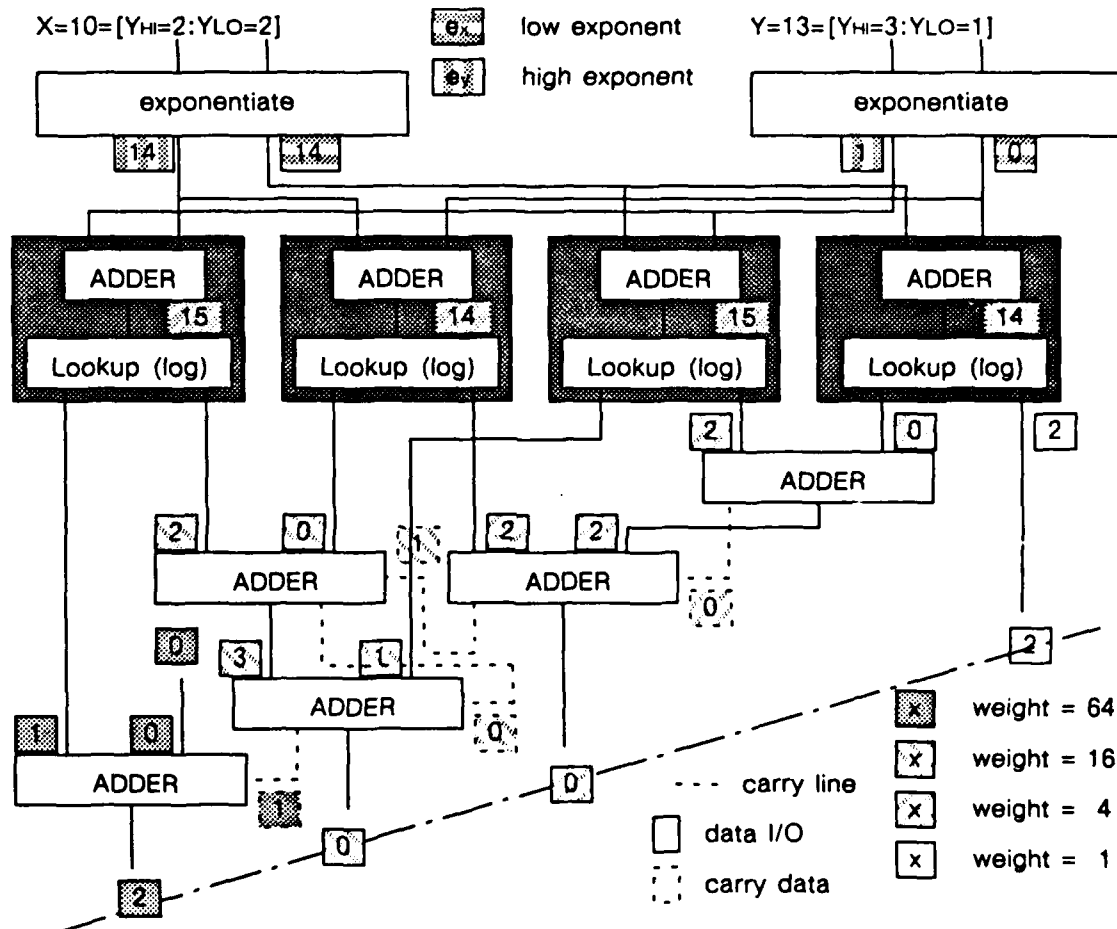 X=10=[YHI=2:YLO=2]
ex low exponent
Y=13=[YHI=3:YLO=1]
ey high exponent
exponentiate
exponentiate
14 14 1 0
ADDER ADDER ADDER ADDER
15 14 15 14
Lookup (log) Lookup (log) Lookup (log) Lookup (log)
2 0 2
ADDER
2 0 1 2 2
ADDER ADDER
0
0 3 1 2
ADDER
x weight = 64
1 0 0
ADDER
x weight = 16
0 - - - carry line
1
x weight = 4
0 data I/O
x weight = 1
2 carry data